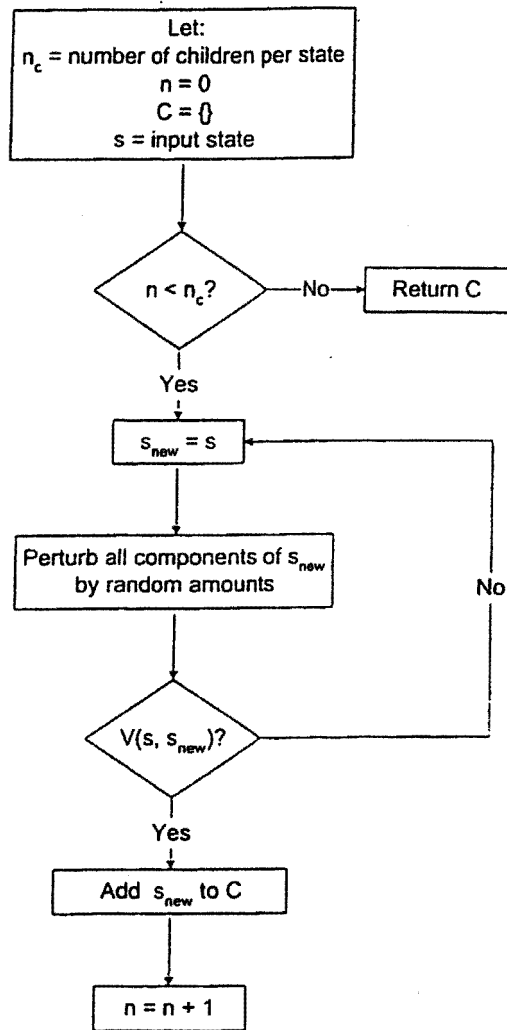 Let:
n_c = number of children per state
n = 0
C = {}
s = input state
n < n_c?
No
Return C
Yes
s_new = s
Perturb all components of s_new
by random amounts
No
V(s, s_new)?
Yes
Add s_new to C
n = n + 1